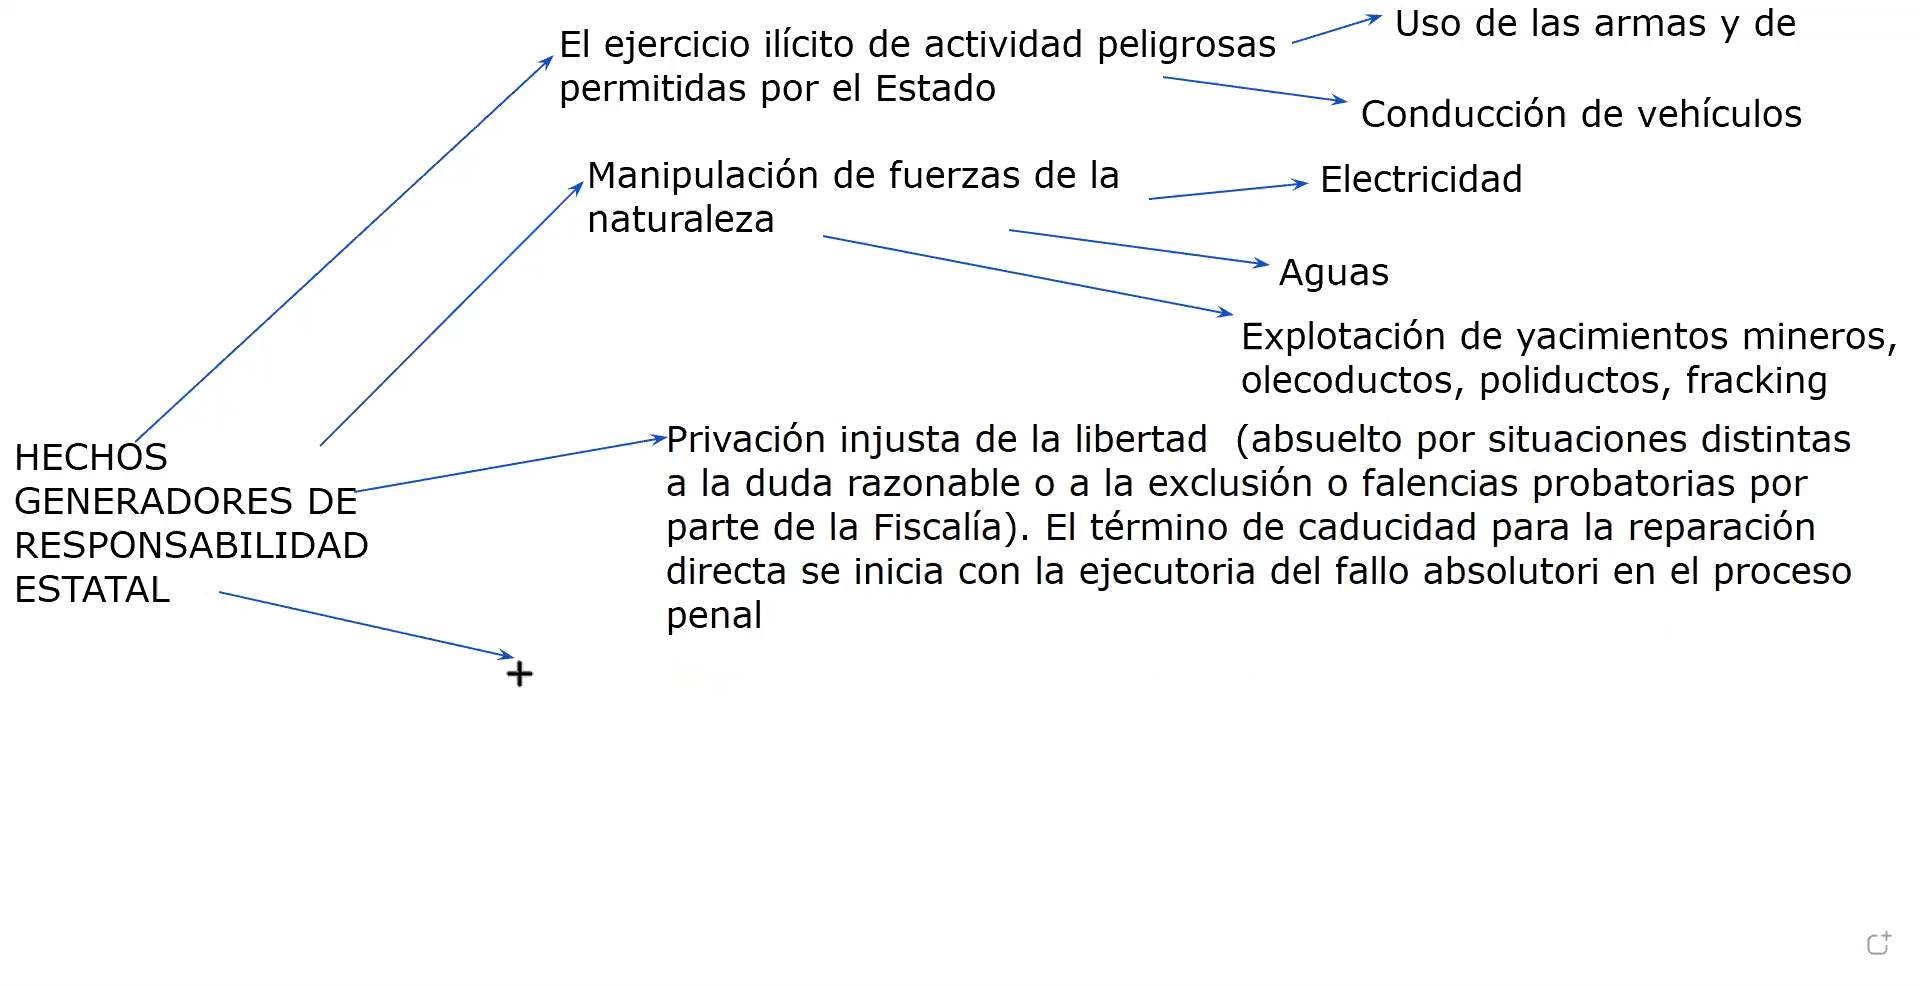 El ejercicio ilícito de actividad peligrosas
permitidas por el Estado
Uso de las armas y de
Conducción de vehículos
Manipulación de fuerzas de la
naturaleza
Electricidad
Aguas
Explotación de yacimientos mineros,
olecoductos, poliductos, fracking
HECHOS
GENERADORES DE
RESPONSABILIDAD
ESTATAL
Privación injusta de la libertad  (absuelto por situaciones distintas
a la duda razonable o a la exclusión o falencias probatorias por
parte de la Fiscalía). El término de caducidad para la reparación
directa se inicia con la ejecutoria del fallo absolutori en el proceso
penal